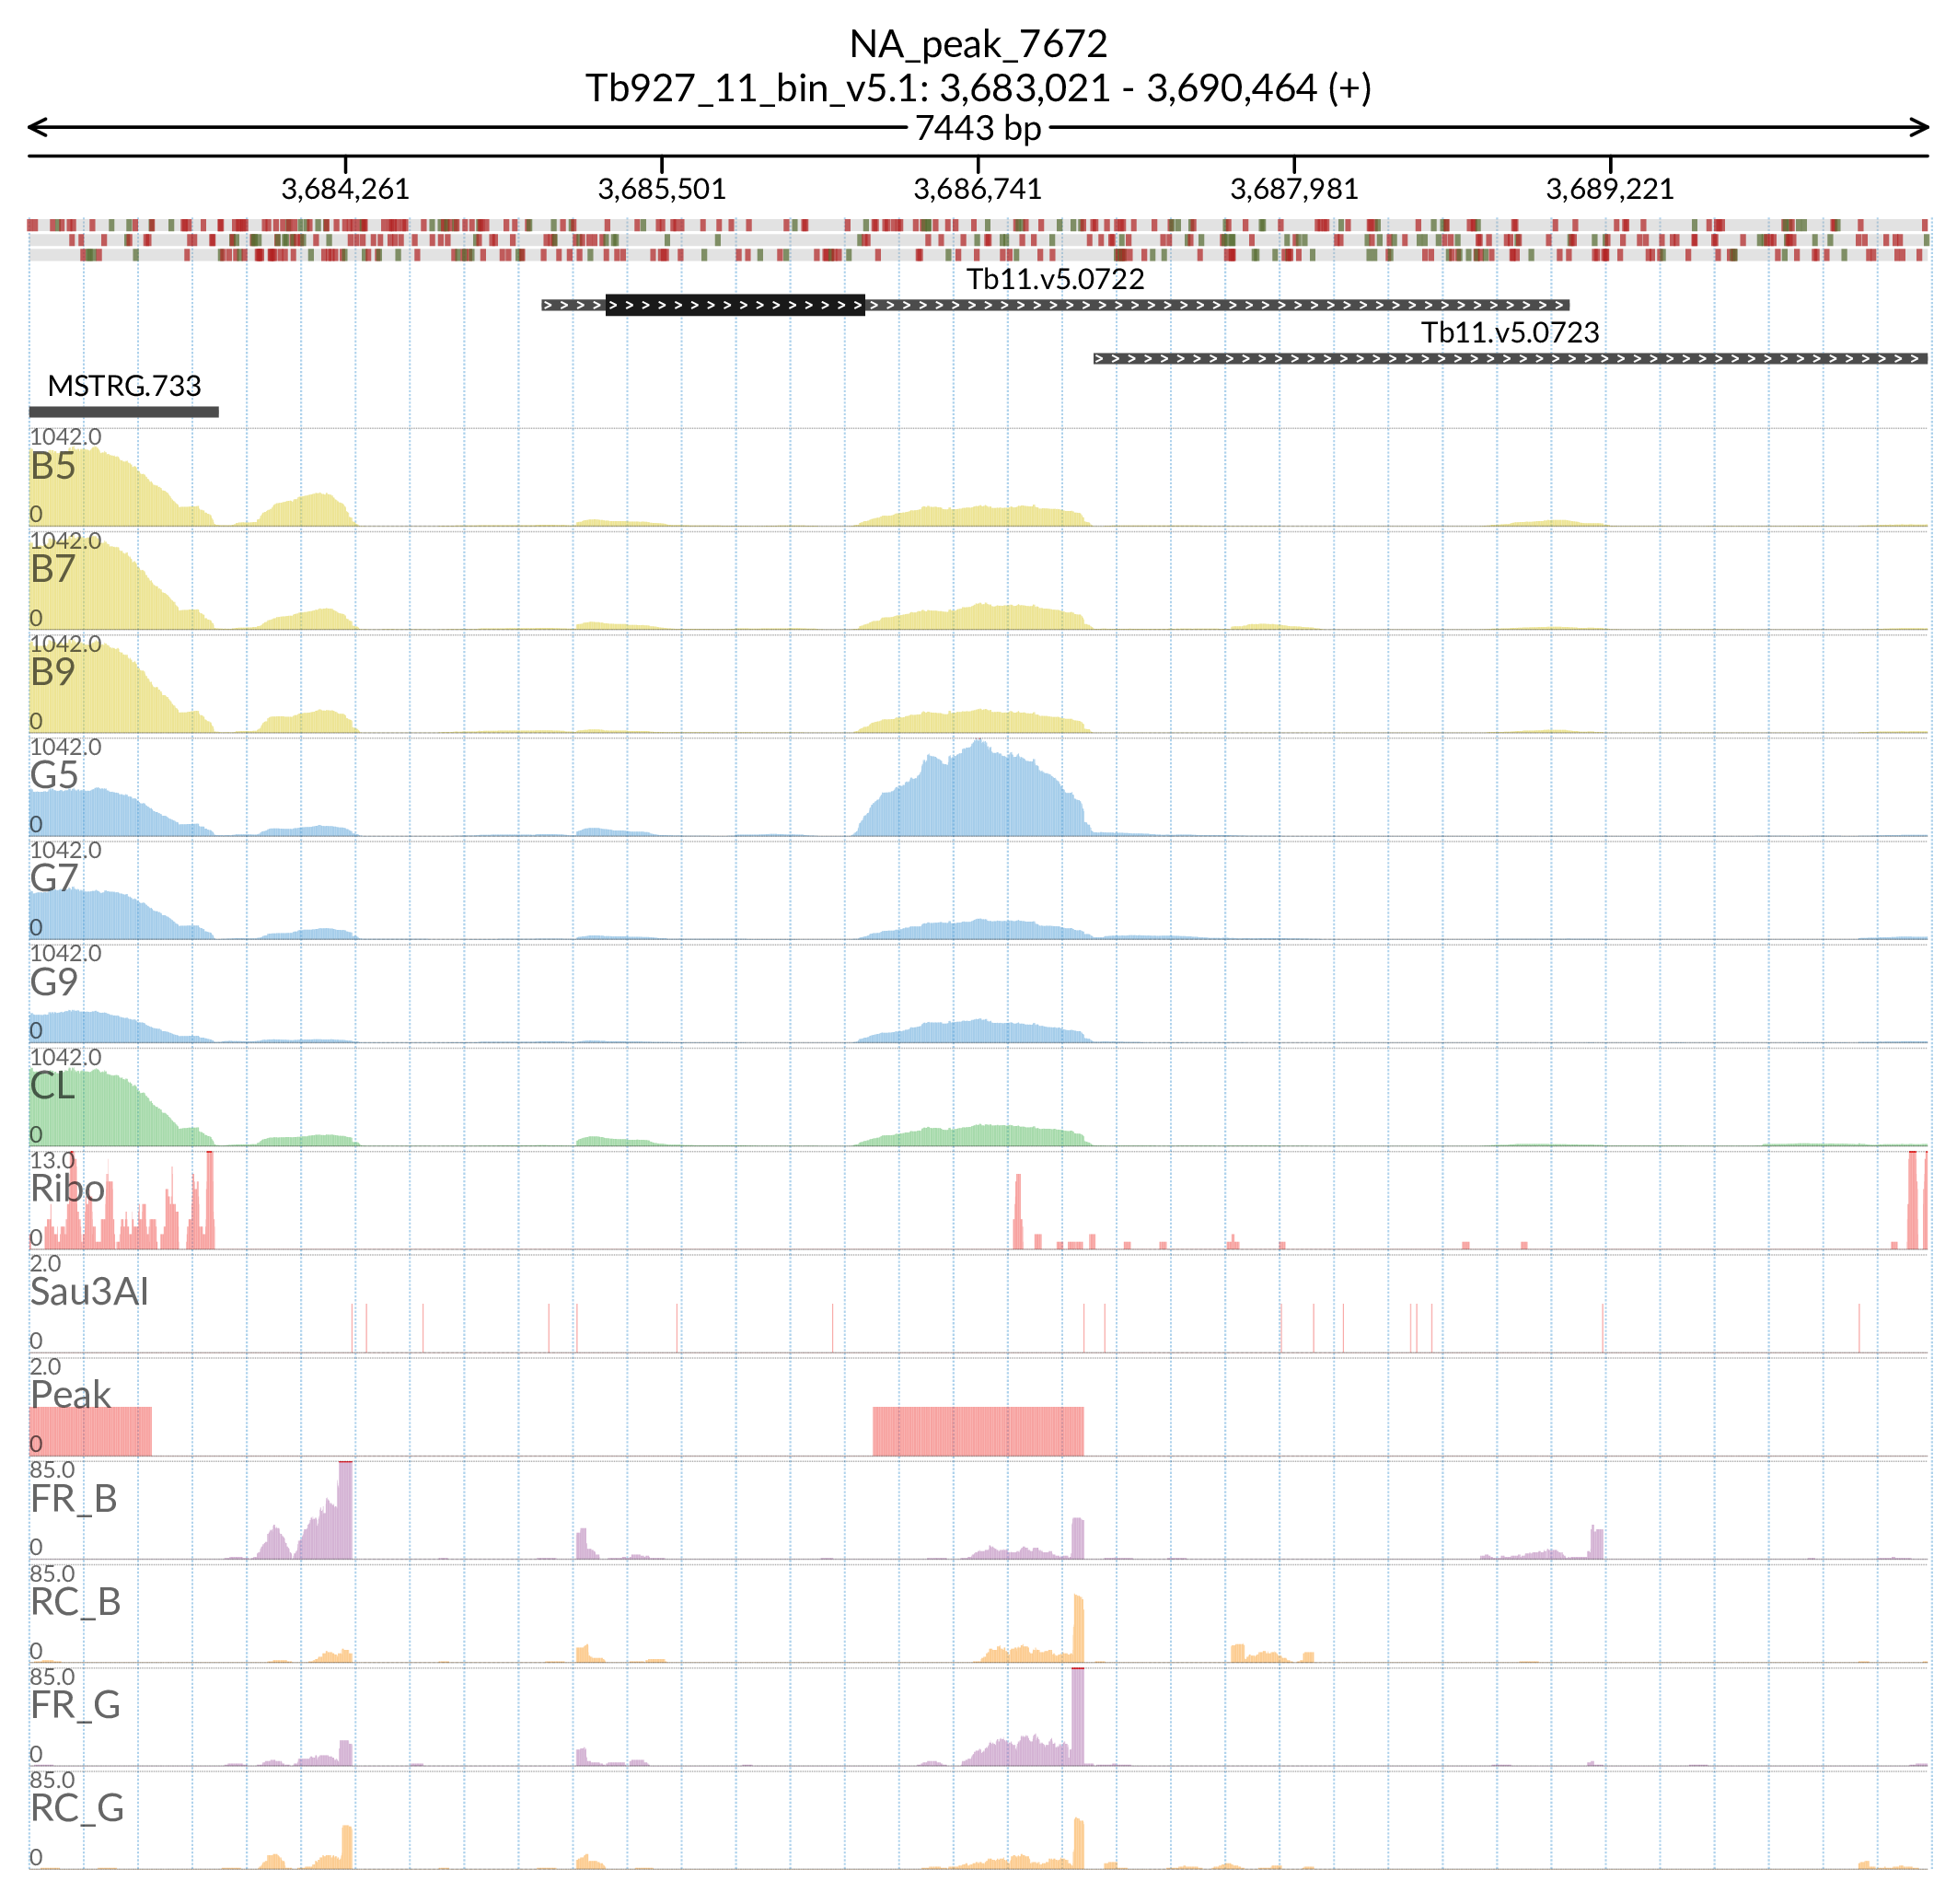 NA_peak_7672
Tb927_11_bin_v5.1: 3,683,021 - 3,690,464 (+)
7443 bp
3,684,261 3,685,501 3,686,741 3,687,981 3,689,221
Tb11.v5.0722
Tb11.v5.0723
MSTRG.733
1042.0
B5
0
1042.0
B7
0
1042.0
B9
0
1042.0
G5
0
1042.0
G7
0
1042.0
G9
0
1042.0
CL
0
13.0
Ribo
0
2.0
Sau3AI
0
2.0
Peak
0
85.0
FR_B
0
85.0
RC_B
0
85.0
FR_G
0
85.0
RC_G
0